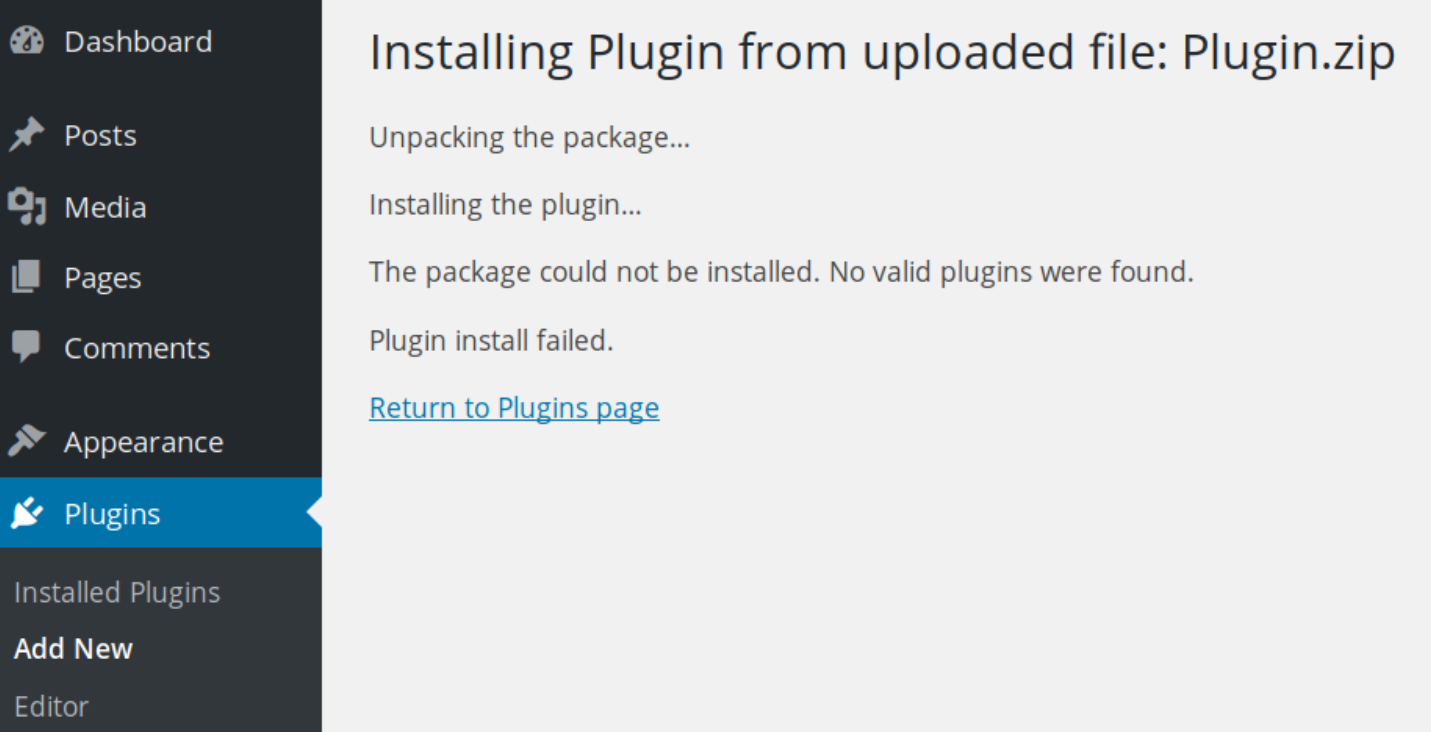 Dashboard
Posts
Media
Pages
Comments
Appearance
Plugins
Installed Plugins
Add New
Editor
Installing Plugin from uploaded file: Plugin.zip
Unpacking the package…
Installing the plugin…
The package could not be installed. No valid plugins were found.
Plugin install failed.
Return to Plugins page